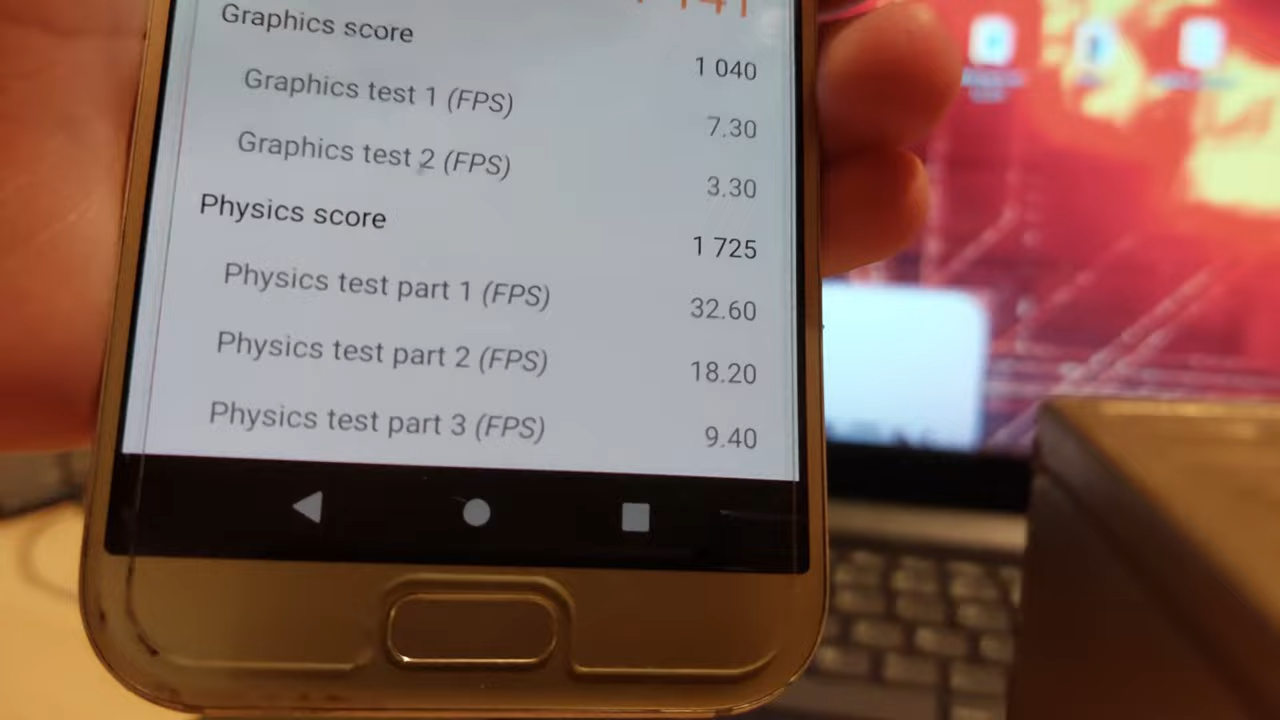 Graphics score 1 040
Graphics test 1 (FPS) 7.30
Graphics test 2 (FPS) 3.30
Physics score 1 725
Physics test part 1 (FPS) 32.60
Physics test part 2 (FPS) 18.20
Physics test part 3 (FPS) 9.40